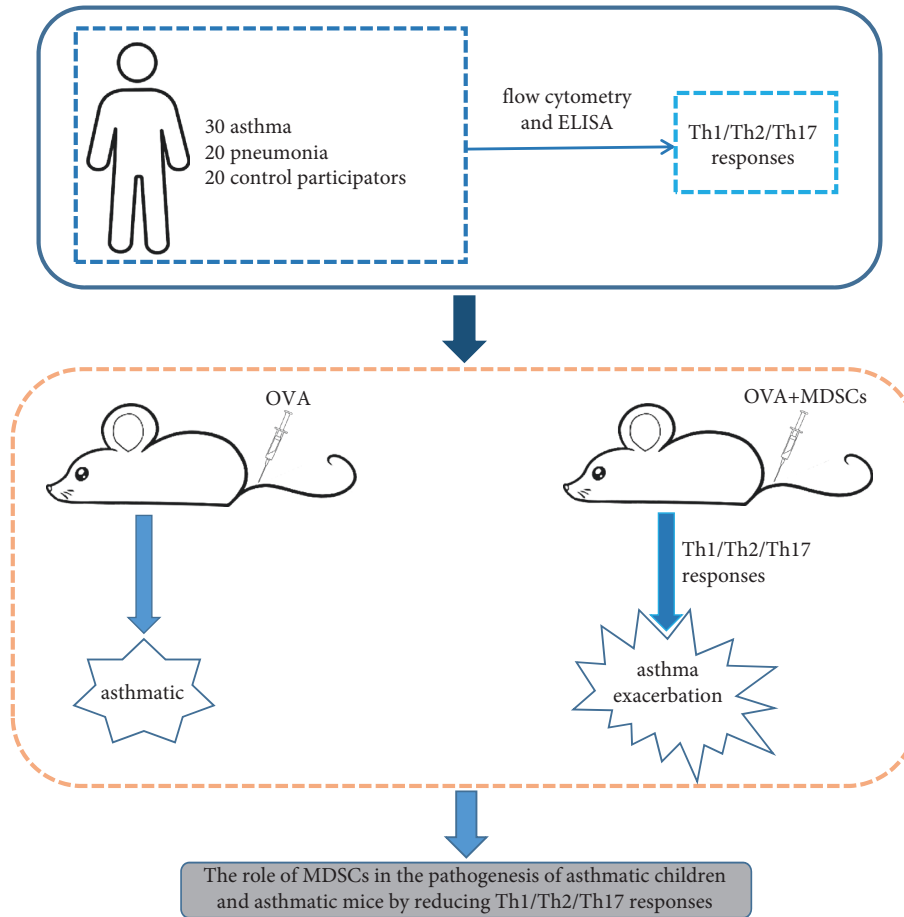 30 asthma
20 pneumonia
20 control participators
flow cytometry
and ELISA
Th1/Th2/Th17
responses
OVA
OVA+MDSCs
Th1/Th2/Th17
responses
asthmatic
asthma
exacerbation
The role of MDSCs in the pathogenesis of asthmatic children
and asthmatic mice by reducing Th1/Th2/Th17 responses